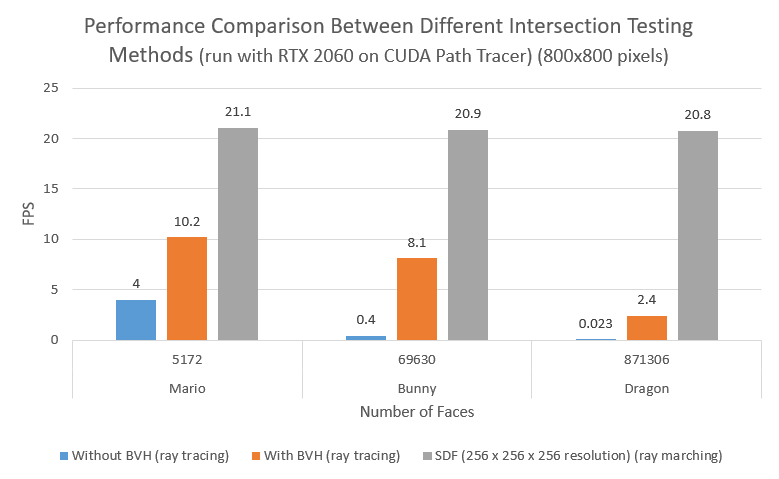 Performance Comparison Between Different Intersection Testing
Methods (run with RTX 2060 on CUDA Path Tracer) (800x800 pixels)
25
20
15
10
5
0
FPS
4
10.2
21.1
0.4
8.1
20.9
0.023
2.4
20.8
5172
69630
871306
Mario
Bunny
Dragon
Number of Faces
Without BVH (ray tracing)
With BVH (ray tracing)
SDF (256 x 256 x 256 resolution) (ray marching)